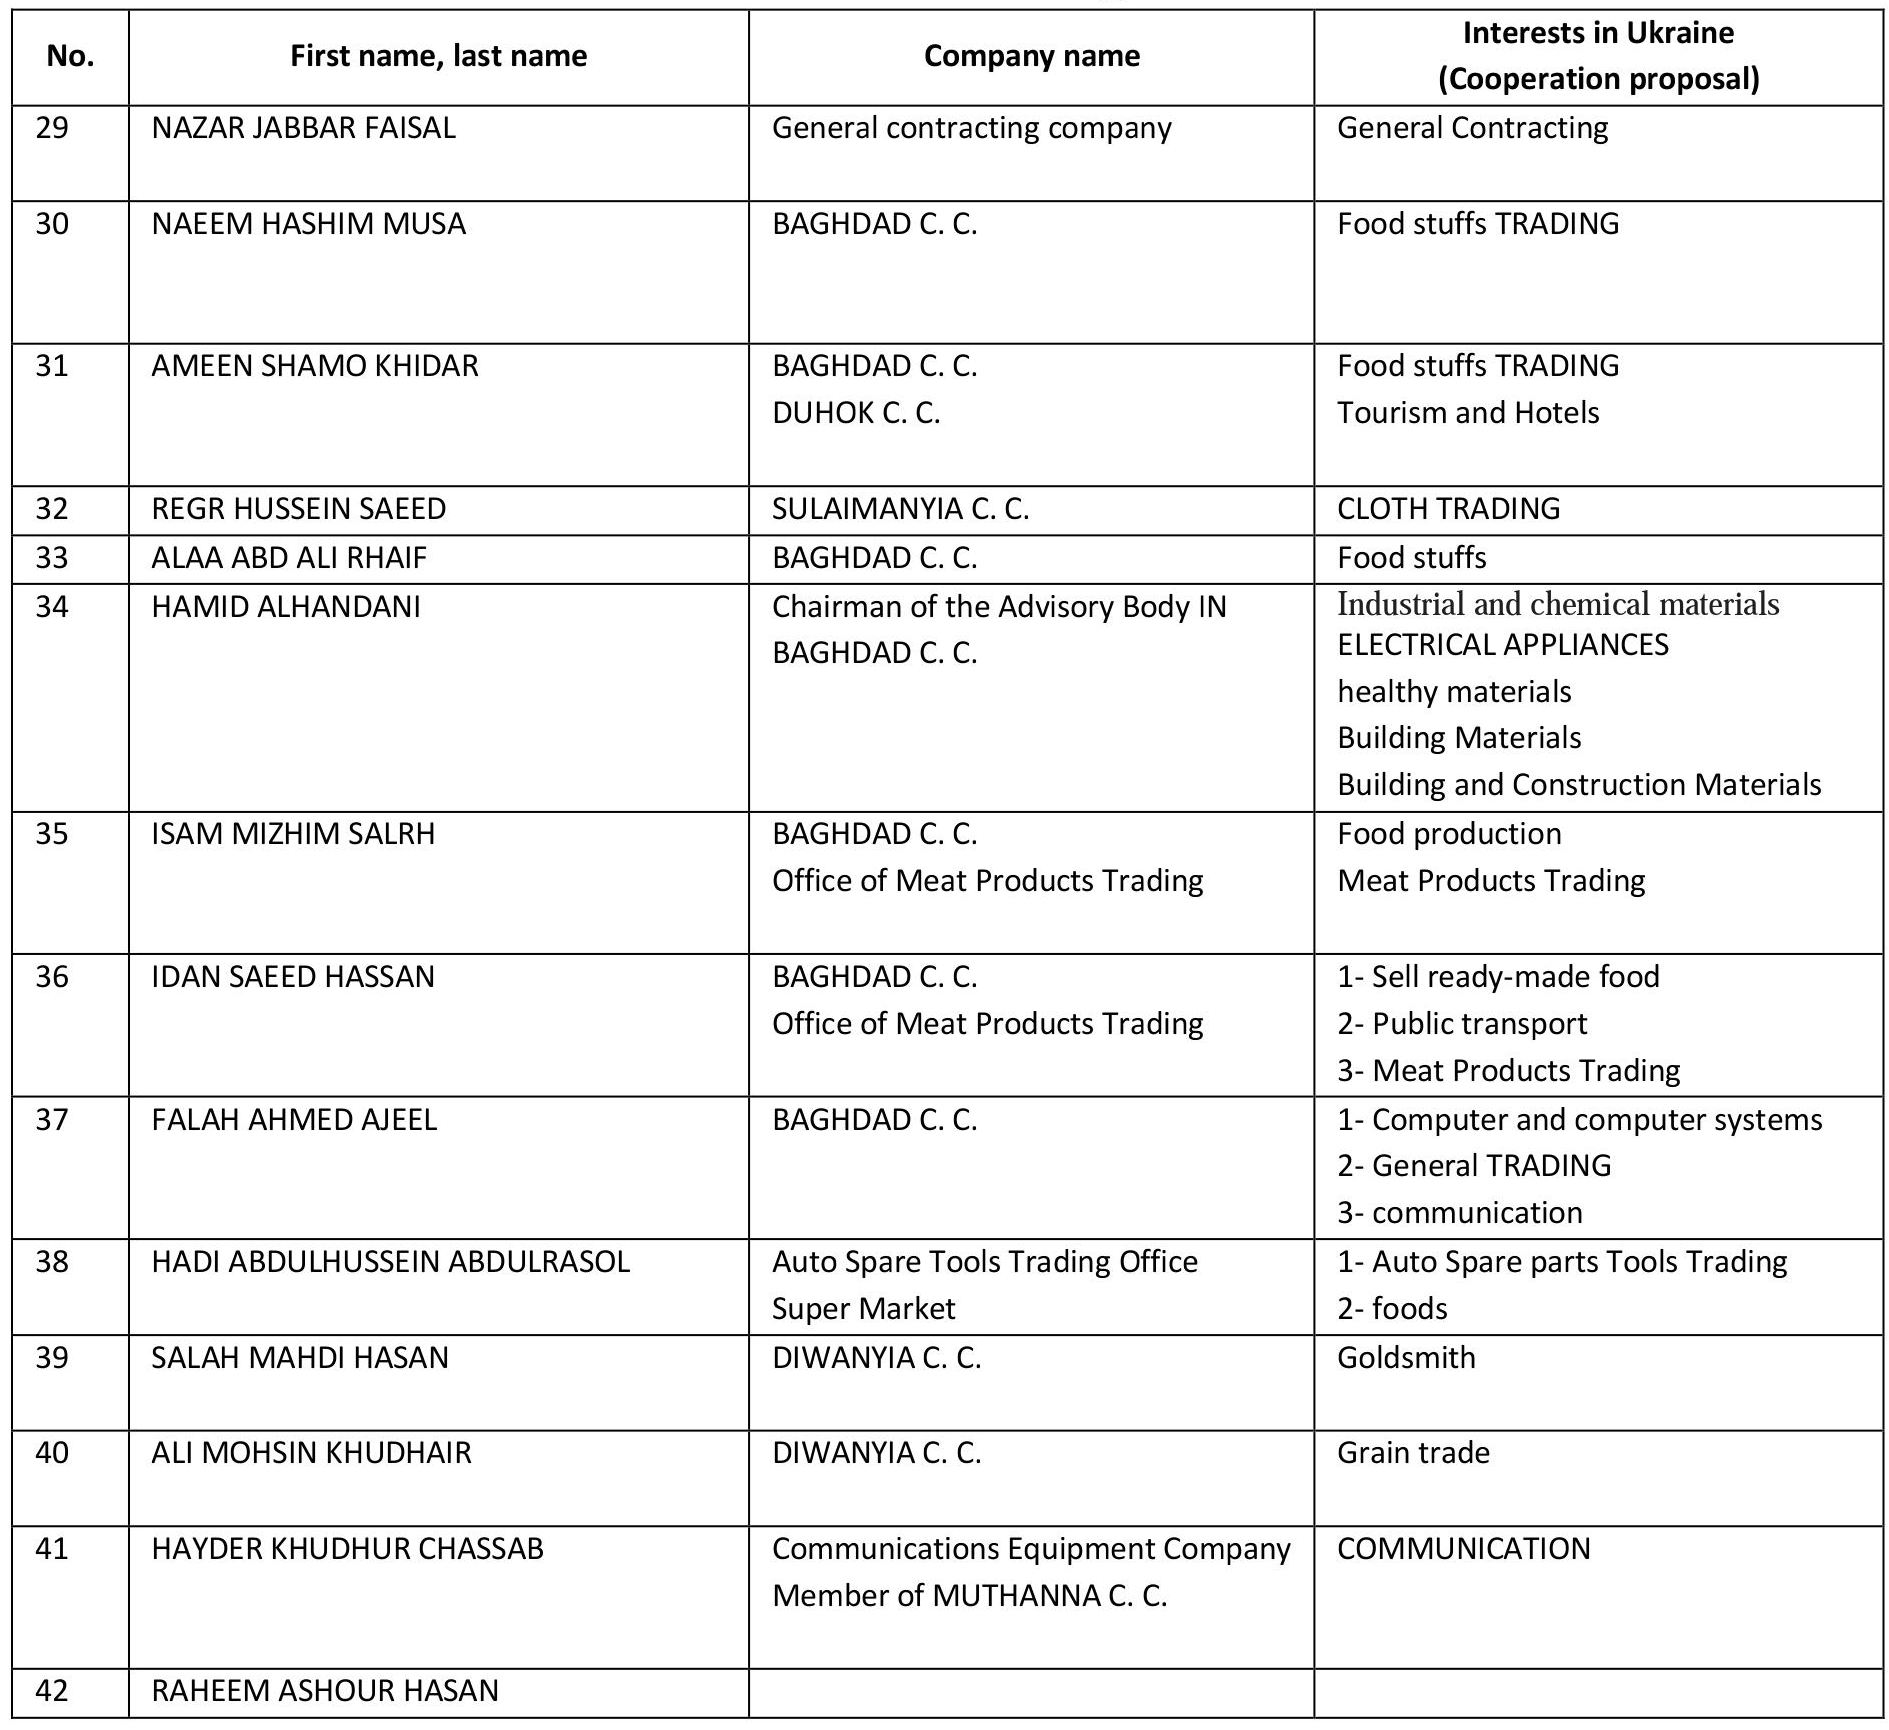 No.
First name, last name
Company name
Interests in Ukraine
(Cooperation proposal)
29
NAZAR JABBAR FAISAL
General contracting company
General Contracting
30
NAEEM HASHIM MUSA
BAGHDAD C. C.
Food stuffs TRADING
31
AMEEN SHAMO KHIDAR
BAGHDAD C. C.
DUHOK C. C.
Food stuffs TRADING
Tourism and Hotels
32
REGR HUSSEIN SAEED
SULAIMANYIA C. C.
CLOTH TRADING
33
ALAA ABD ALI RHAIF
BAGHDAD C. C.
Food stuffs
34
HAMID ALHANDANI
Chairman of the Advisory Body IN
BAGHDAD C. C.
Industrial and chemical materials
ELECTRICAL APPLIANCES
healthy materials
Building Materials
Building and Construction Materials
35
ISAM MIZHIM SALRH
BAGHDAD C. C.
Office of Meat Products Trading
Food production
Meat Products Trading
36
IDAN SAEED HASSAN
BAGHDAD C. C.
Office of Meat Products Trading
1- Sell ready-made food
2- Public transport
3- Meat Products Trading
37
FALAH AHMED AJEEL
BAGHDAD C. C.
1- Computer and computer systems
2- General TRADING
3- communication
38
HADI ABDULHUSSEIN ABDULRASOL
Auto Spare Tools Trading Office
Super Market
1- Auto Spare parts Tools Trading
2- foods
39
SALAH MAHDI HASAN
DIWANYIA C. C.
Goldsmith
40
ALI MOHSIN KHUDHAIR
DIWANYIA C. C.
Grain trade
41
HAYDER KHUDHUR CHASSAB
Communications Equipment Company
Member of MUTHANNA C. C.
COMMUNICATION
42
RAHEEM ASHOUR HASAN